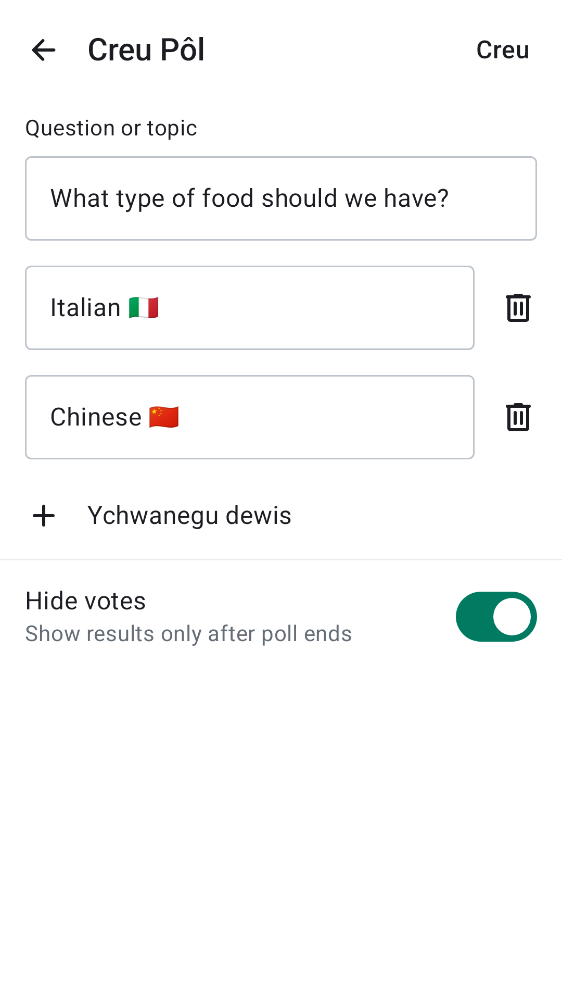 Creu Pôl
Creu
Question or topic
What type of food should we have?
Italian 🇮🇹
Chinese 🇨🇳
Ychwanegu dewis
Hide votes
Show results only after poll ends